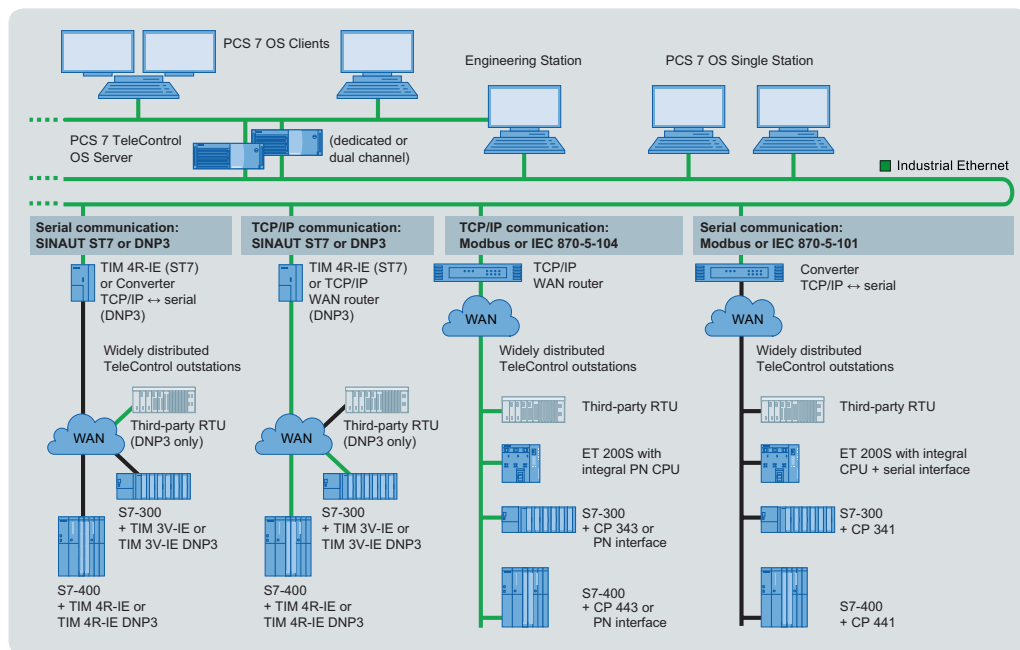 PCS 7 OS Clients
Engineering Station
PCS 7 OS Single Station
PCS 7 TeleControl
OS Server
(dedicated or
dual channel)
Industrial Ethernet
Serial communication:
SINAUT ST7 or DNP3
TIM 4R-IE (ST7)
or Converter
TCP/IP ↔ serial
(DNP3)
Widely distributed
TeleControl outstations
Third-party RTU
(DNP3 only)
WAN
S7-300
+ TIM 3V-IE or
TIM 3V-IE DNP3
S7-400
+ TIM 4R-IE or
TIM 4R-IE DNP3
TCP/IP communication:
SINAUT ST7 or DNP3
TIM 4R-IE (ST7)
or TCP/IP
WAN router
(DNP3)
Widely distributed
TeleControl outstations
Third-party RTU
(DNP3 only)
WAN
S7-300
+ TIM 3V-IE or
TIM 3V-IE DNP3
S7-400
+ TIM 4R-IE or
TIM 4R-IE DNP3
TCP/IP communication:
Modbus or IEC 870-5-104
TCP/IP
WAN router
WAN
Widely distributed
TeleControl outstations
Third-party RTU
ET 200S with
integral PN CPU
S7-300
+ CP 343 or
PN interface
S7-400
+ CP 443 or
PN interface
Serial communication:
Modbus or IEC 870-5-101
Converter
TCP/IP ↔ serial
WAN
Widely distributed
TeleControl outstations
Third-party RTU
ET 200S with integral
CPU + serial interface
S7-300
+ CP 341
S7-400
+ CP 441